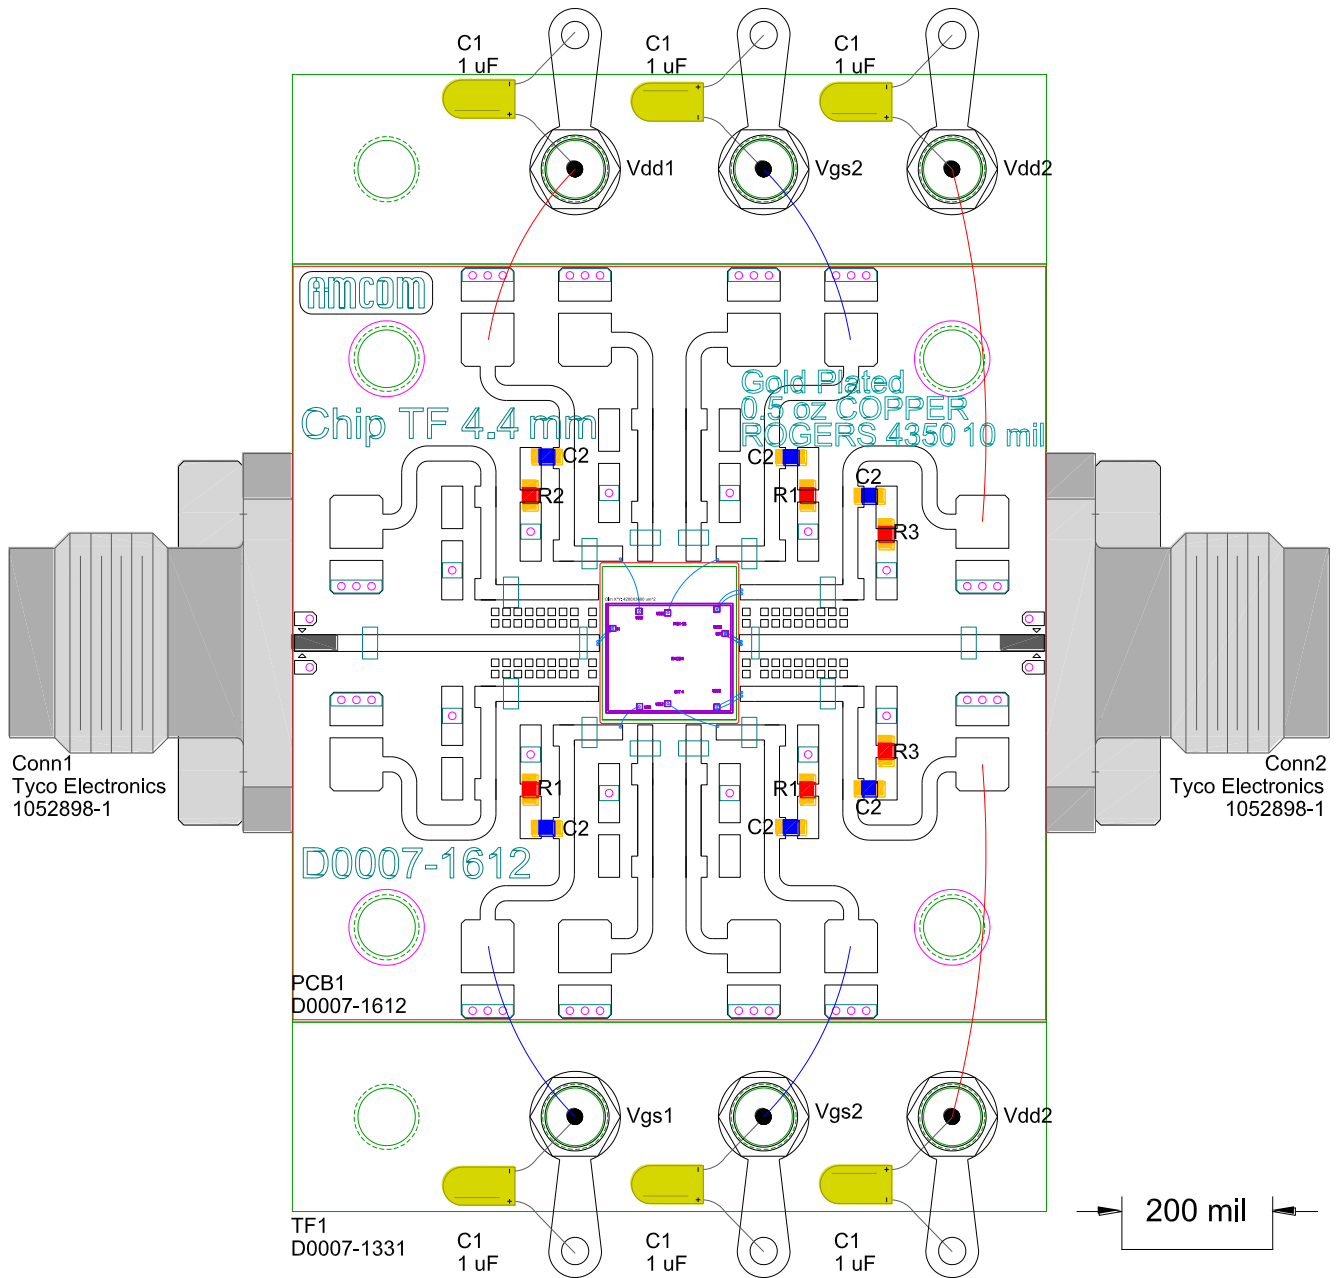 C1
1 uF
C1
1 uF
C1
1 uF
Vdd1
Vgs2
Vdd2
AMCOM
Gold Plated
0.5 oz COPPER
ROGERS 4350 10 mil
Chip TF 4.4 mm
C2
C2
C2
R2
R1
R3
Conn1
Tyco Electronics
1052898-1
Conn2
Tyco Electronics
1052898-1
R3
R1
R1
C2
C2
C2
D0007-1612
PCB1
D0007-1612
Vgs1
Vgs2
Vdd2
TF1
D0007-1331
C1
1 uF
C1
1 uF
C1
1 uF
200 mil